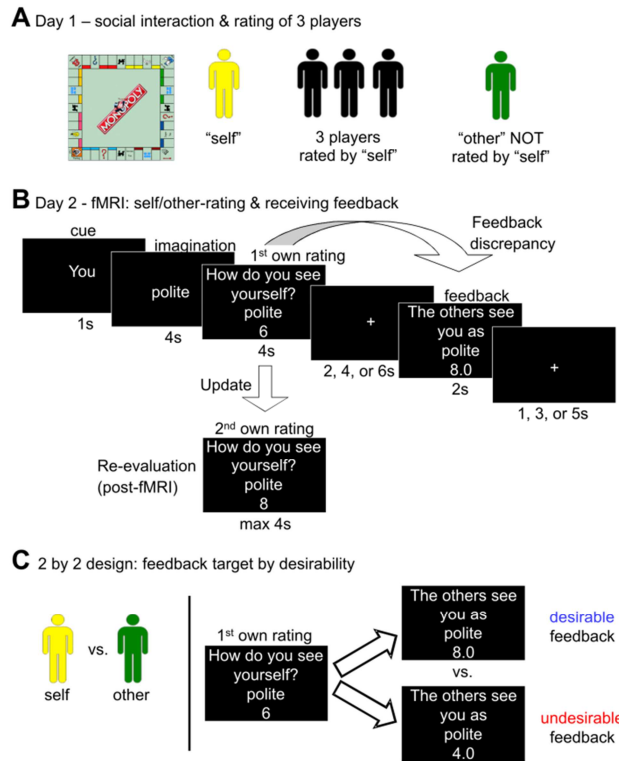 A Day 1 – social interaction & rating of 3 players
MONOPOLY
"self"
3 players
rated by "self"
"other" NOT
rated by "self"
B Day 2 - fMRI: self/other-rating & receiving feedback
cue
You
1s
imagination
polite
4s
1st own rating
How do you see
yourself?
polite
6
4s
+
2, 4, or 6s
Feedback
discrepancy
feedback
The others see
you as
polite
8.0
2s
+
1, 3, or 5s
Update
2nd own rating
How do you see
yourself?
polite
8
max 4s
Re-evaluation
(post-fMRI)
C 2 by 2 design: feedback target by desirability
self
vs.
other
1st own rating
How do you see
yourself?
polite
6
The others see
you as
polite
8.0
desirable
feedback
vs.
The others see
you as
polite
4.0
undesirable
feedback